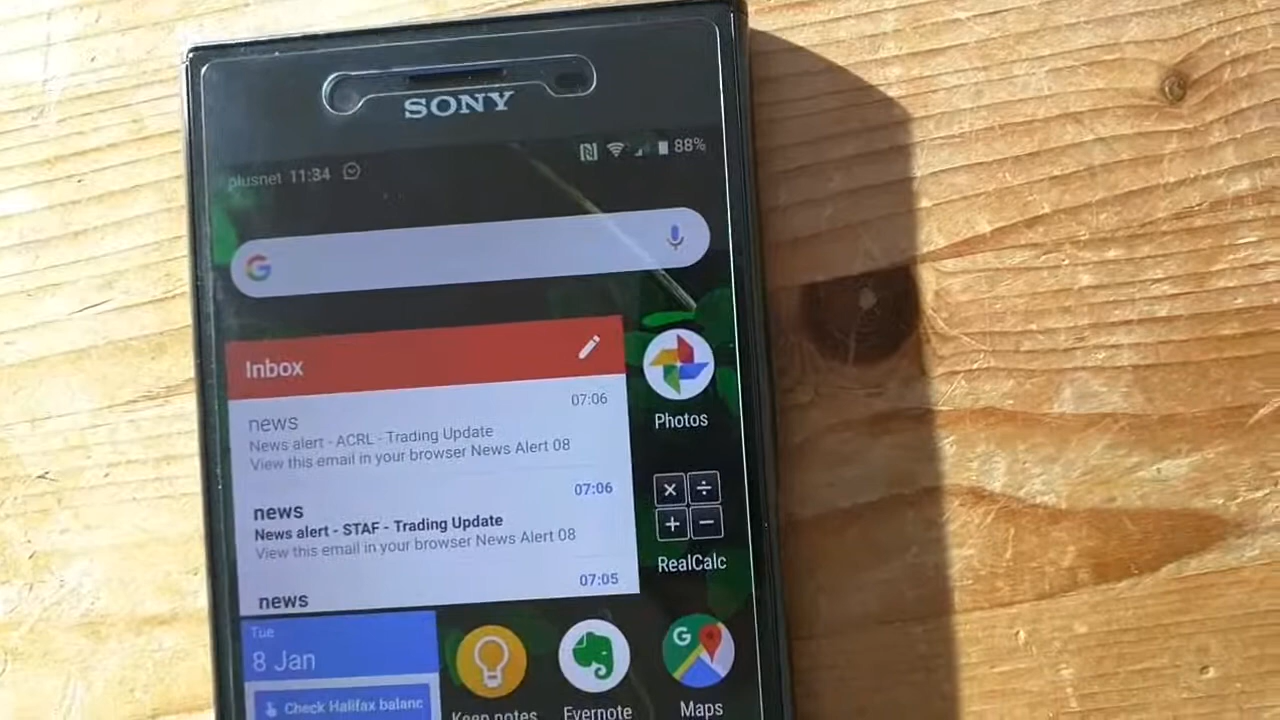 SONY
plusnet 11:34
88%
Inbox
news 07:06
News alert - ACRL - Trading Update
View this email in your browser News Alert 08
news 07:06
News alert - STAF - Trading Update
View this email in your browser News Alert 08
news 07:05
Photos
RealCalc
Tue
8 Jan
Check Halifax balanc
Keep notes
Evernote
Maps